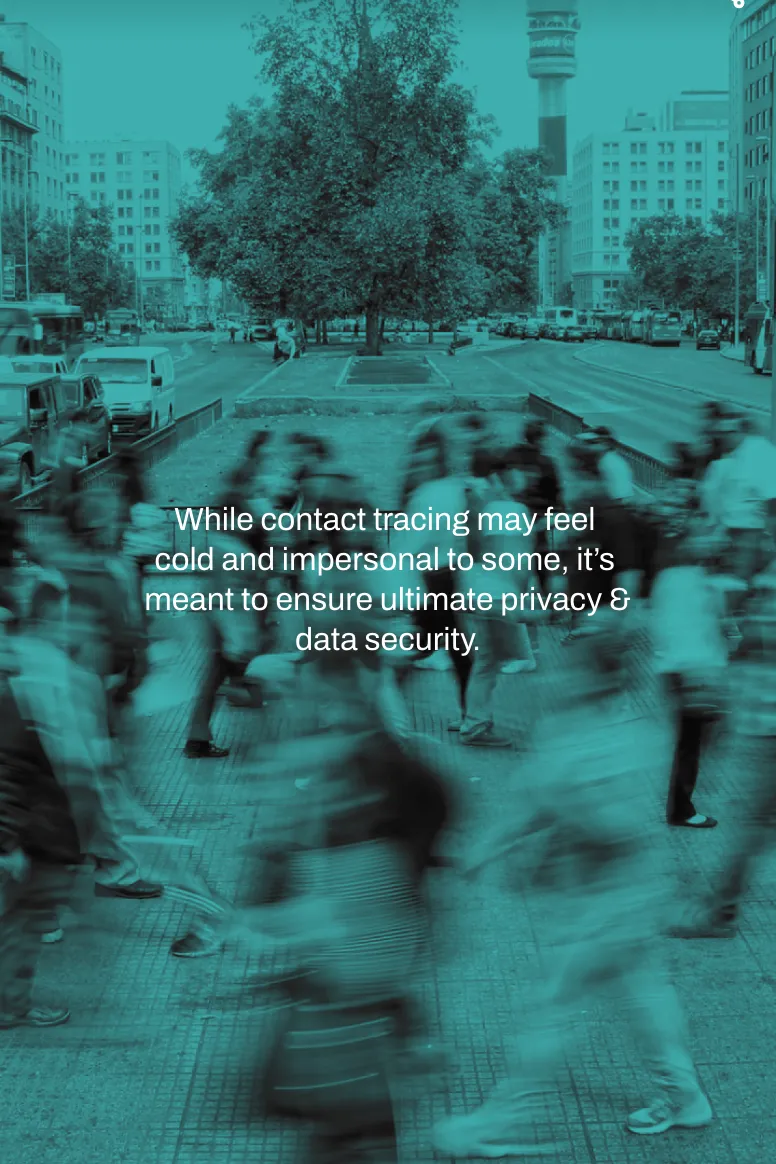 While contact tracing may feel
cold and impersonal to some, it’s
meant to ensure ultimate privacy &
data security.